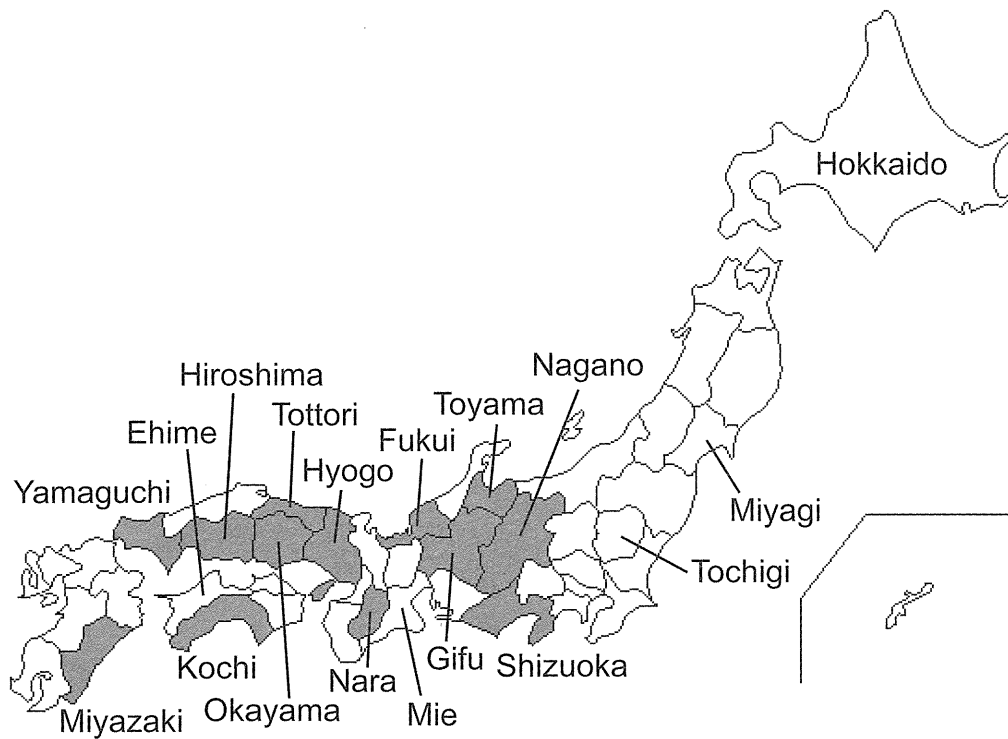 Hokkaido
Nagano
Hiroshima
Toyama
Tottori
Ehime
Fukui
Hyogo
Yamaguchi
Miyagi
Tochigi
Kochi
Gifu
Shizuoka
Nara
Okayama
Mie
Miyazaki